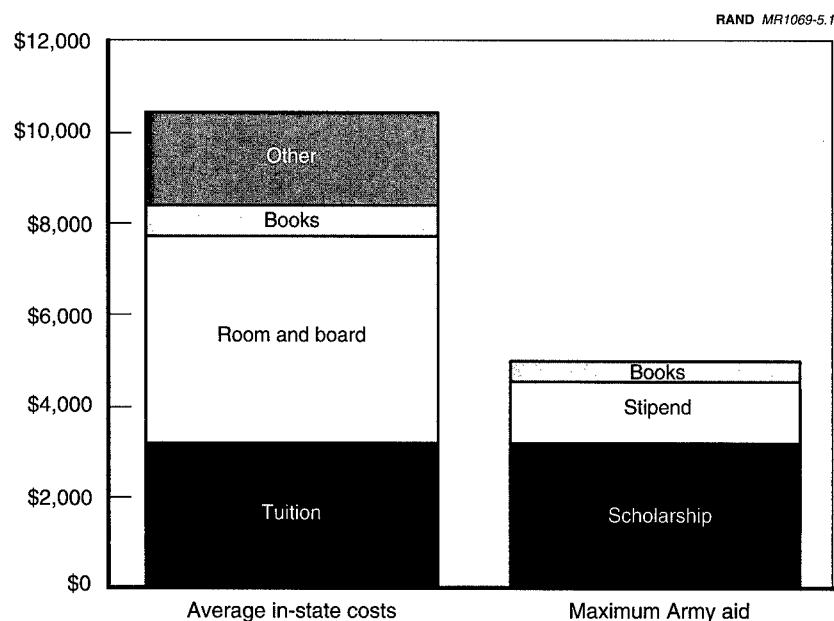 RAND MR1069-5.1
$12,000
$10,000
$8,000
$6,000
$4,000
$2,000
$0
Other
Books
Room and board
Tuition
Books
Stipend
Scholarship
Average in-state costs
Maximum Army aid